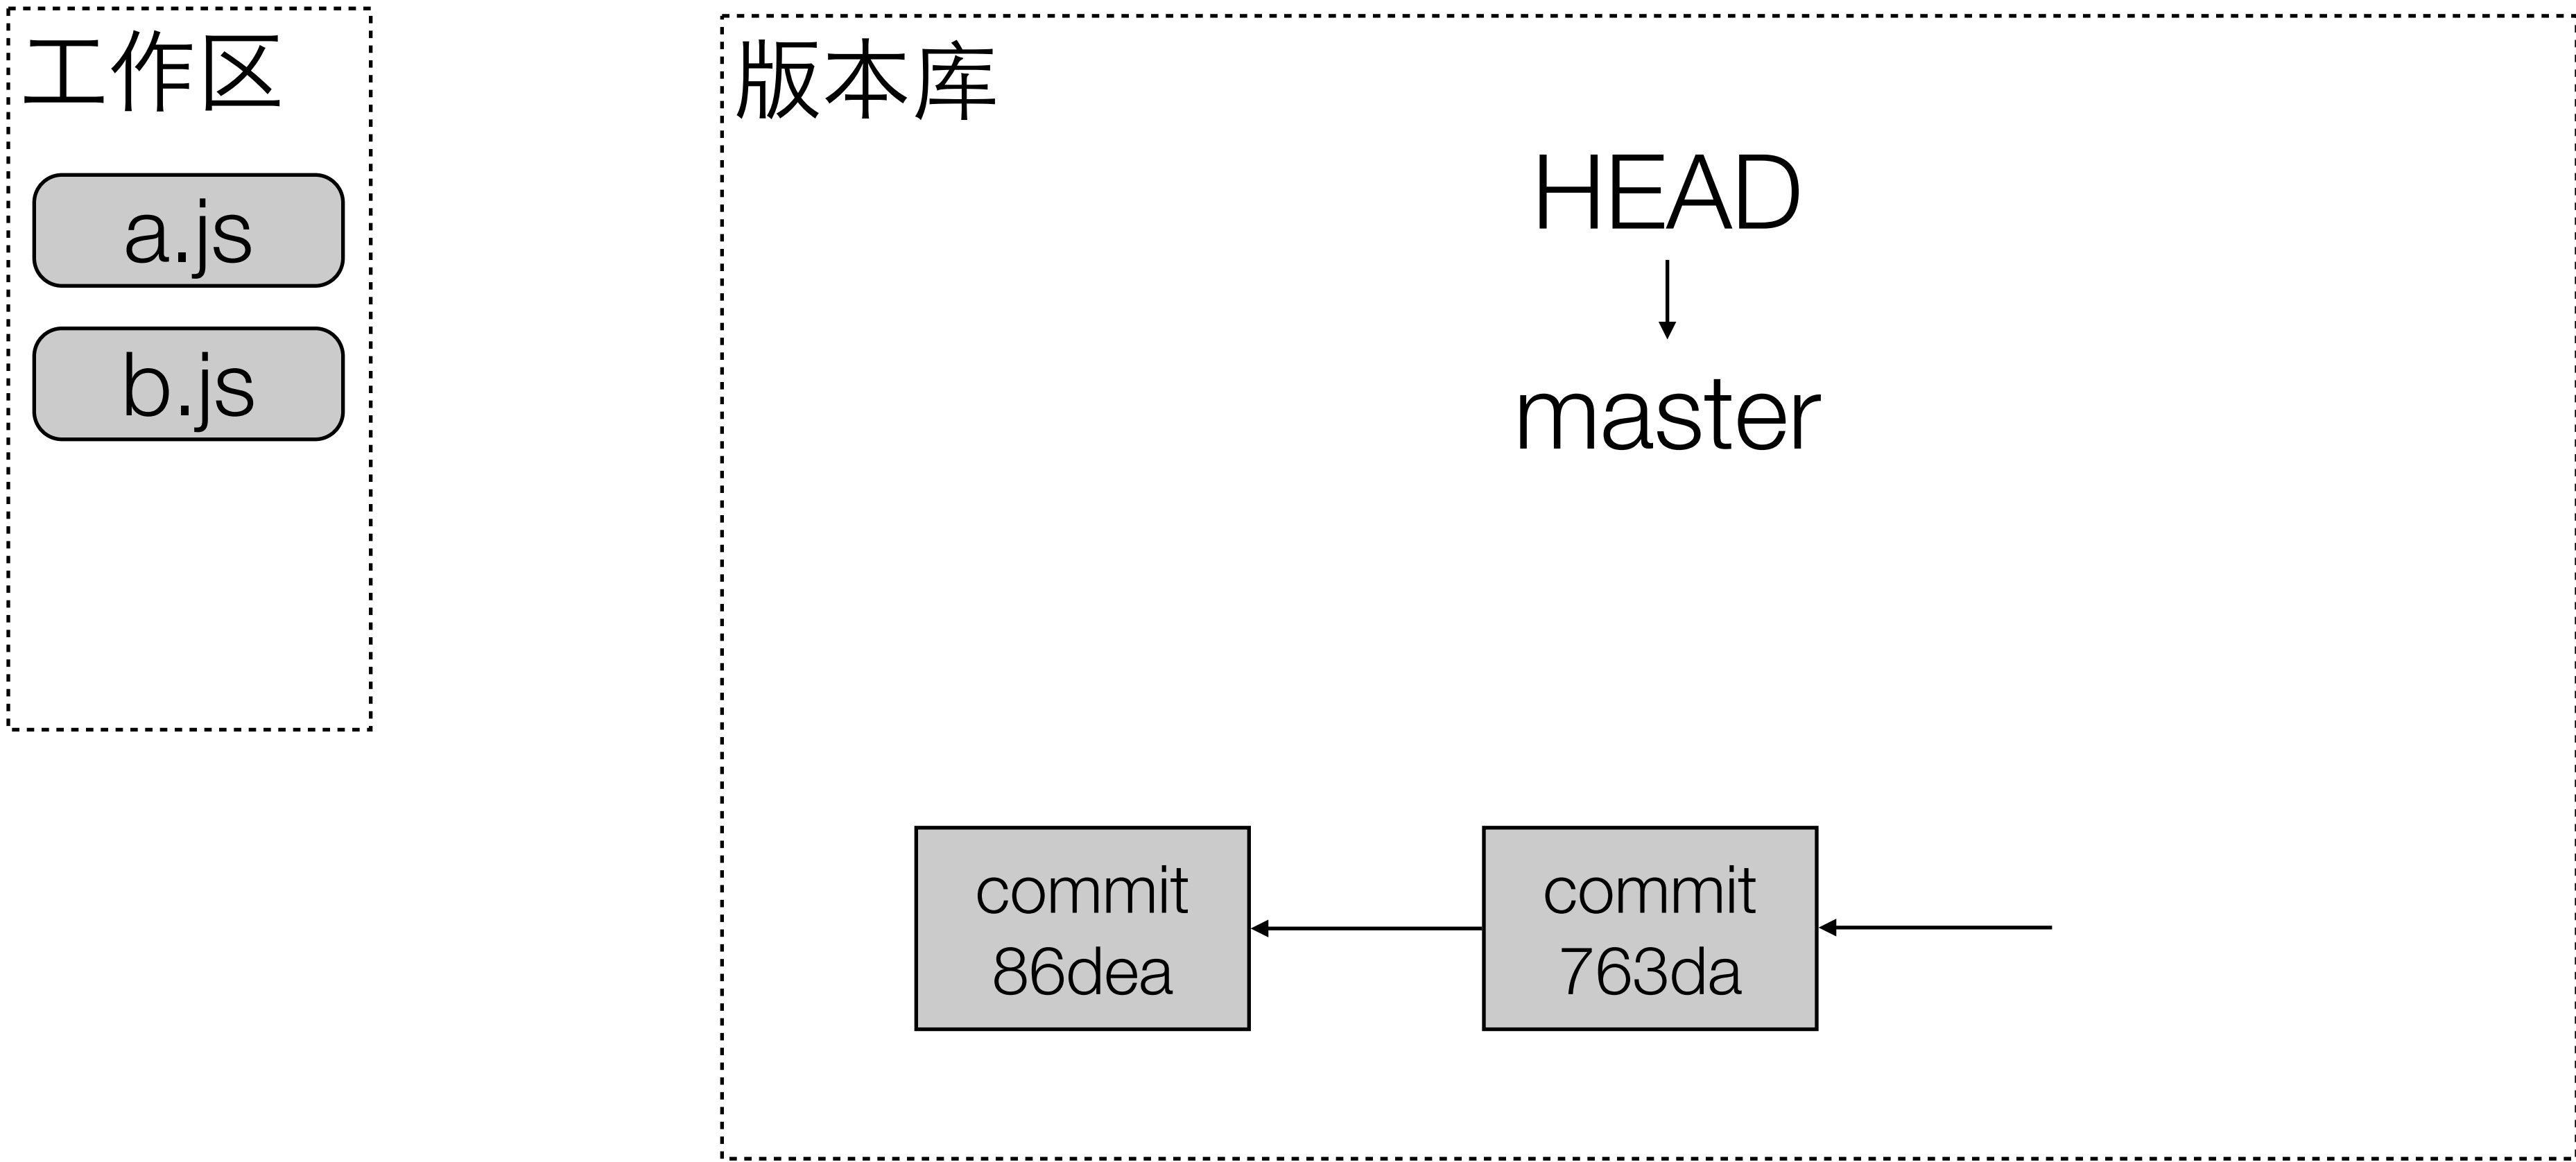 工作区
a.js
b.js
版本库
HEAD
master
commit
86dea
commit
763da